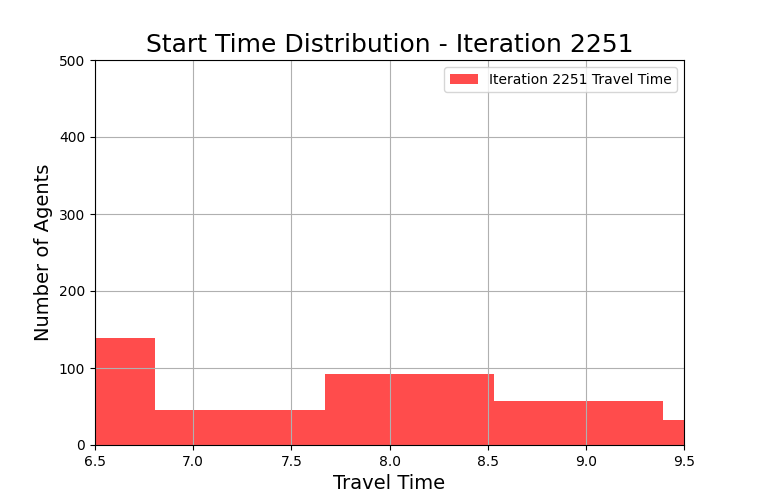 Start Time Distribution - Iteration 2251
Iteration 2251 Travel Time
Number of Agents
500
400
300
200
100
0
6.5 7.0 7.5 8.0 8.5 9.0 9.5
Travel Time